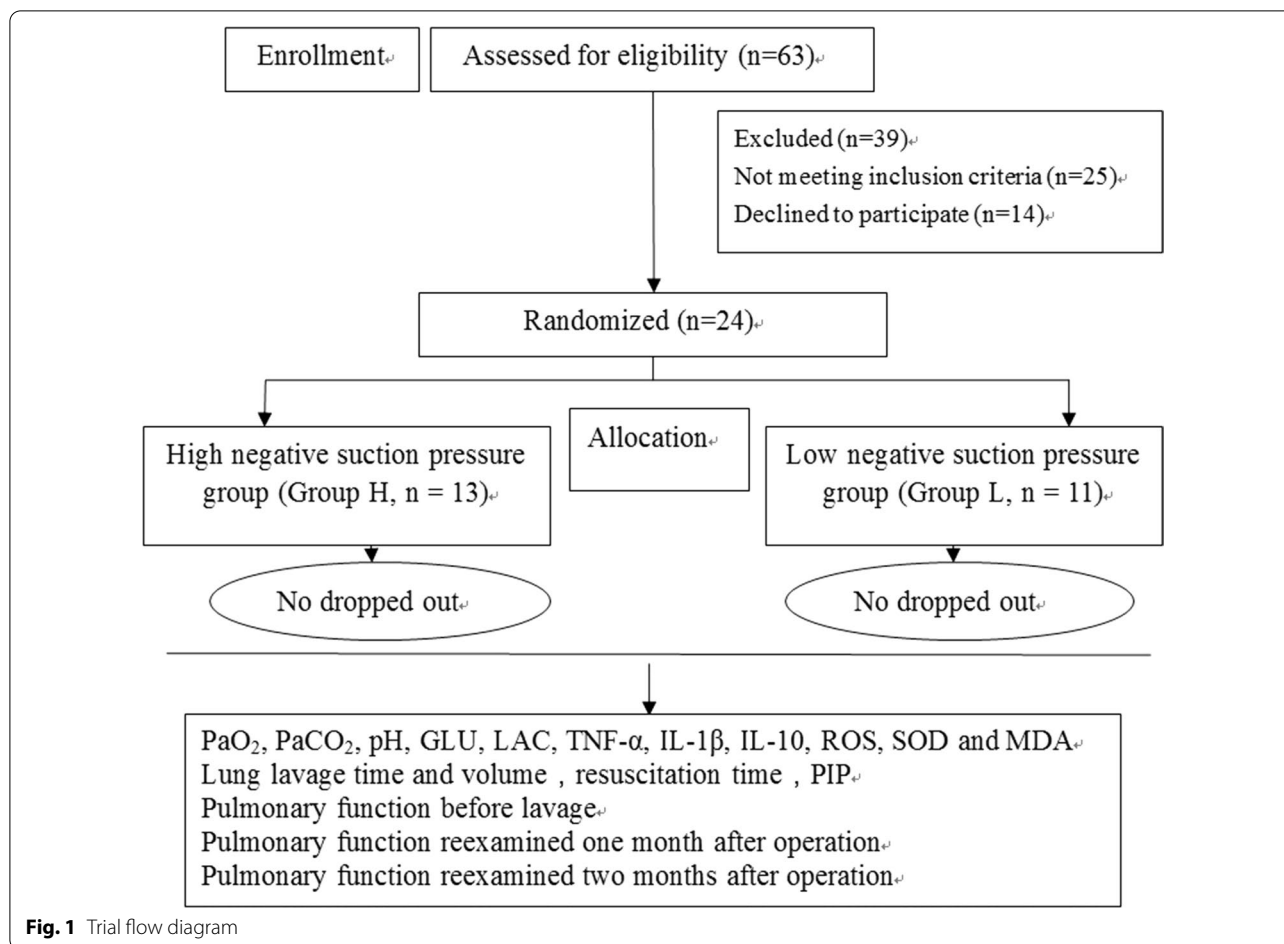 Enrollment↵
Assessed for eligibility (n=63)↵
Excluded (n=39)↵
Not meeting inclusion criteria (n=25)↵
Declined to participate (n=14)↵
Randomized (n=24)↵
Allocation↵
High negative suction pressure
group (Group H, n = 13)↵
Low negative suction pressure
group (Group L, n = 11)↵
No dropped out↵
No dropped out↵
PaO₂, PaCO₂, pH, GLU, LAC, TNF-α, IL-1β, IL-10, ROS, SOD and MDA↵
Lung lavage time and volume , resuscitation time , PIP↵
Pulmonary function before lavage↵
Pulmonary function reexamined one month after operation↵
Pulmonary function reexamined two months after operation↵
Fig. 1 Trial flow diagram